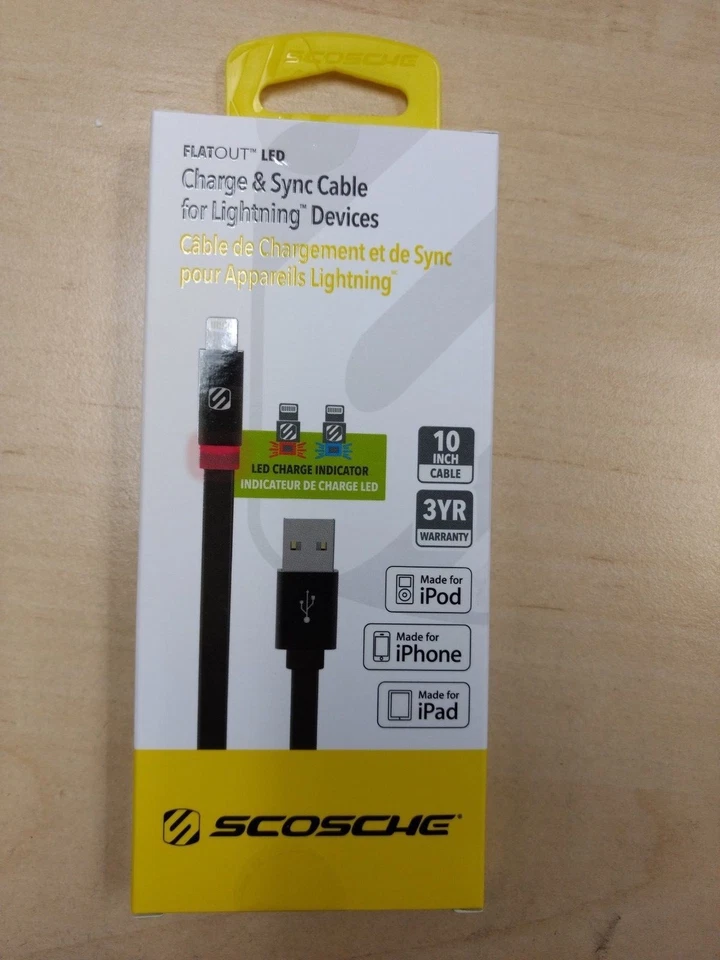 SCOSCHE
FLATOUT™ LED
Charge & Sync Cable
for Lightning™ Devices
Câble de Chargement et de Sync
pour Appareils Lightning™
LED CHARGE INDICATOR
INDICATEUR DE CHARGE LED
10
INCH
CABLE
3YR
WARRANTY
Made for
iPod
Made for
iPhone
Made for
iPad
SCOSCHE®